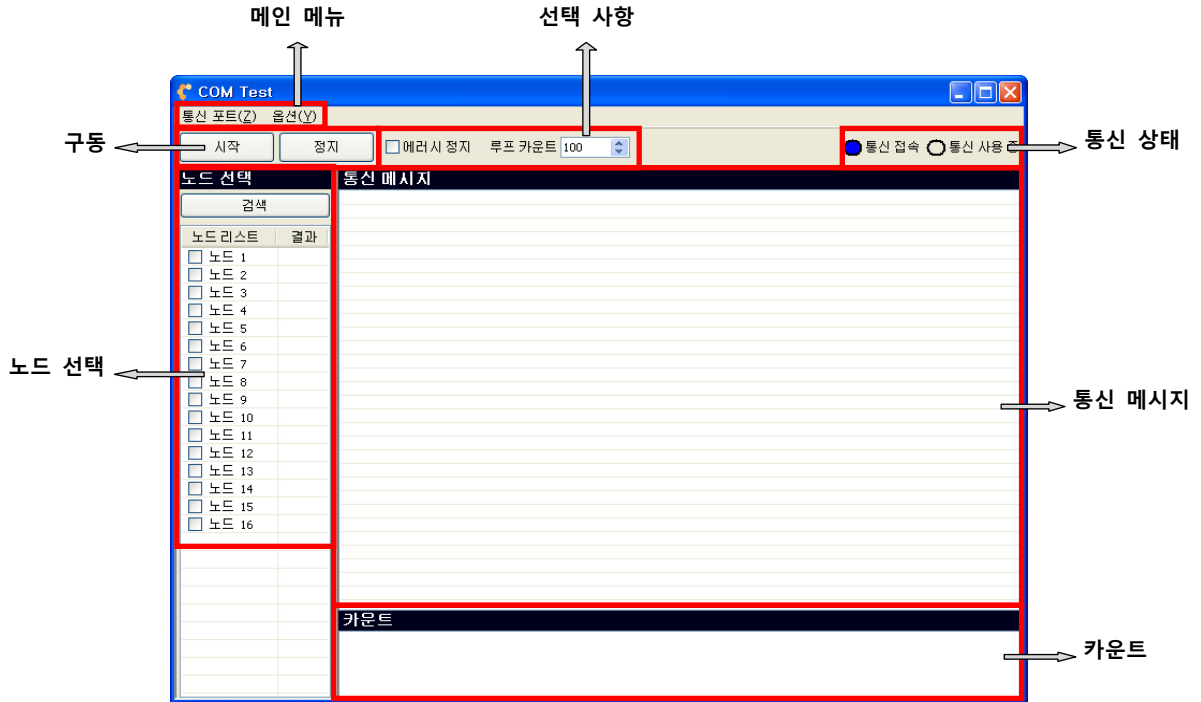 메인 메뉴
선택 사항
COM Test
통신 포트(Z) 옵션(Y)
구동
시작
정지
에러 시 정지
루프 카운트
100
통신 접속
통신 사용 중
통신 상태
노드 선택
통신 메시지
검색
노드 리스트
결과
노드 1
노드 2
노드 3
노드 4
노드 5
노드 6
노드 7
노드 8
노드 9
노드 10
노드 11
노드 12
노드 13
노드 14
노드 15
노드 16
노드 선택
통신 메시지
카운트
카운트